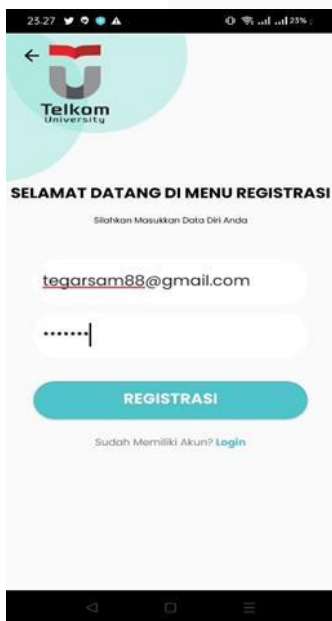 23.27
23%
Telkom
University
SELAMAT DATANG DI MENU REGISTRASI
Silahkan Masukkan Data Diri Anda
tegarsam88@gmail.com
•••••••
REGISTRASI
Sudah Memiliki Akun? Login